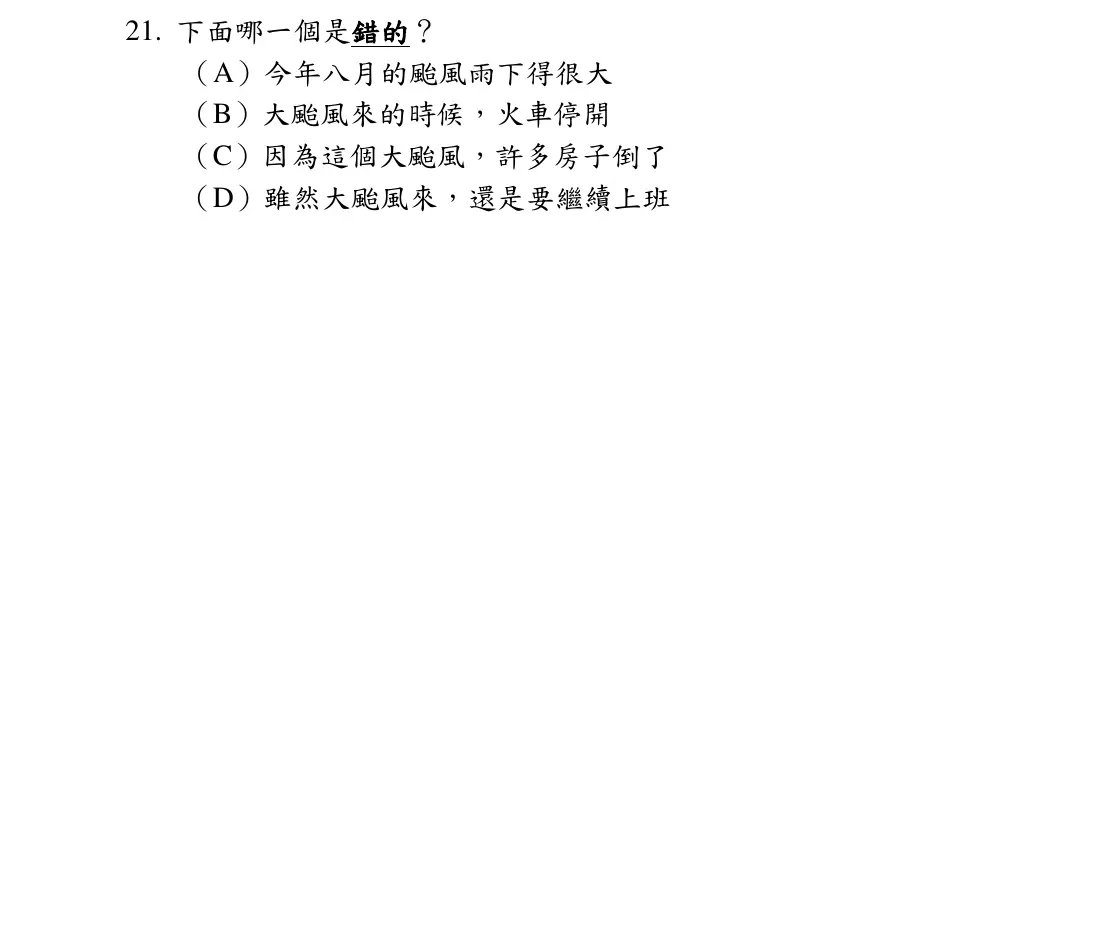 21. 下面哪一個是錯的？
（A）今年八月的颱風雨下得很大
（B）大颱風來的時候，火車停開
（C）因為這個大颱風，許多房子倒了
（D）雖然大颱風來，還是要繼續上班